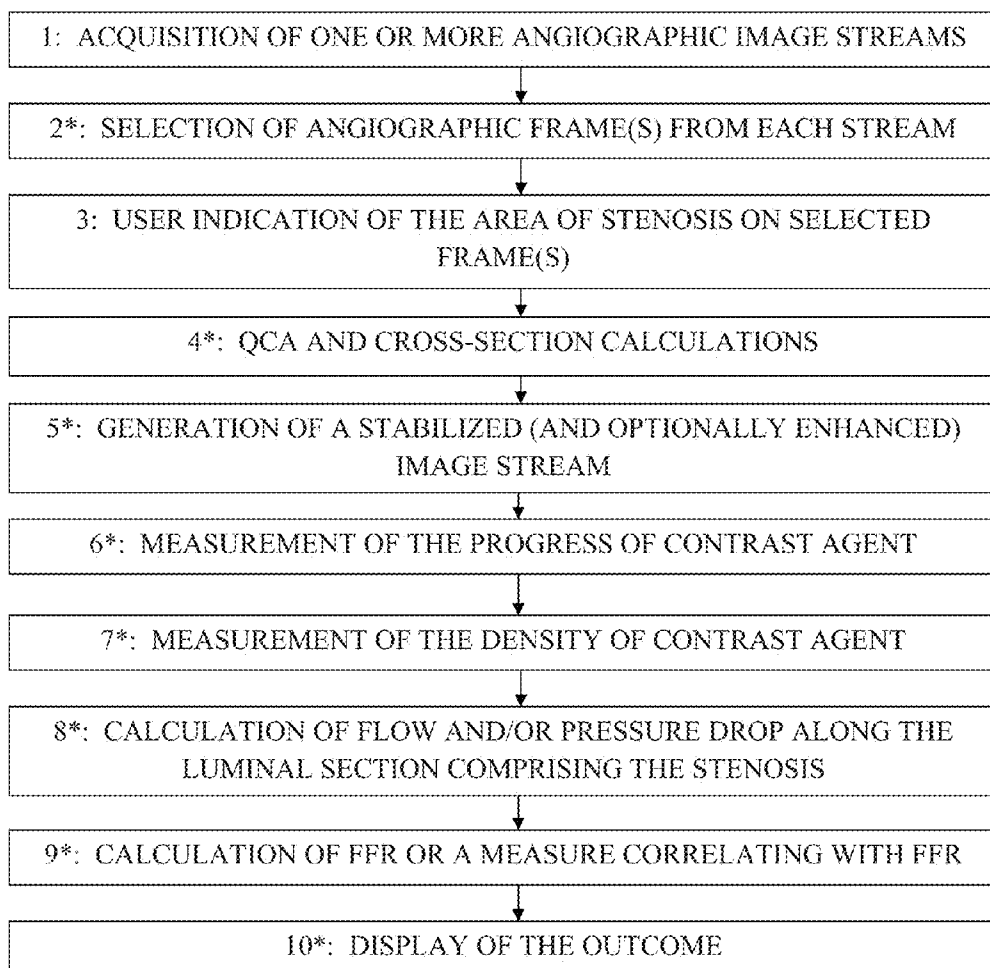 1: ACQUISITION OF ONE OR MORE ANGIOGRAPHIC IMAGE STREAMS
2*: SELECTION OF ANGIOGRAPHIC FRAME(S) FROM EACH STREAM
3: USER INDICATION OF THE AREA OF STENOSIS ON SELECTED
FRAME(S)
4*: QCA AND CROSS-SECTION CALCULATIONS
5*: GENERATION OF A STABILIZED (AND OPTIONALLY ENHANCED)
IMAGE STREAM
6*: MEASUREMENT OF THE PROGRESS OF CONTRAST AGENT
7*: MEASUREMENT OF THE DENSITY OF CONTRAST AGENT
8*: CALCULATION OF FLOW AND/OR PRESSURE DROP ALONG THE
LUMINAL SECTION COMPRISING THE STENOSIS
9*: CALCULATION OF FFR OR A MEASURE CORRELATING WITH FFR
10*: DISPLAY OF THE OUTCOME